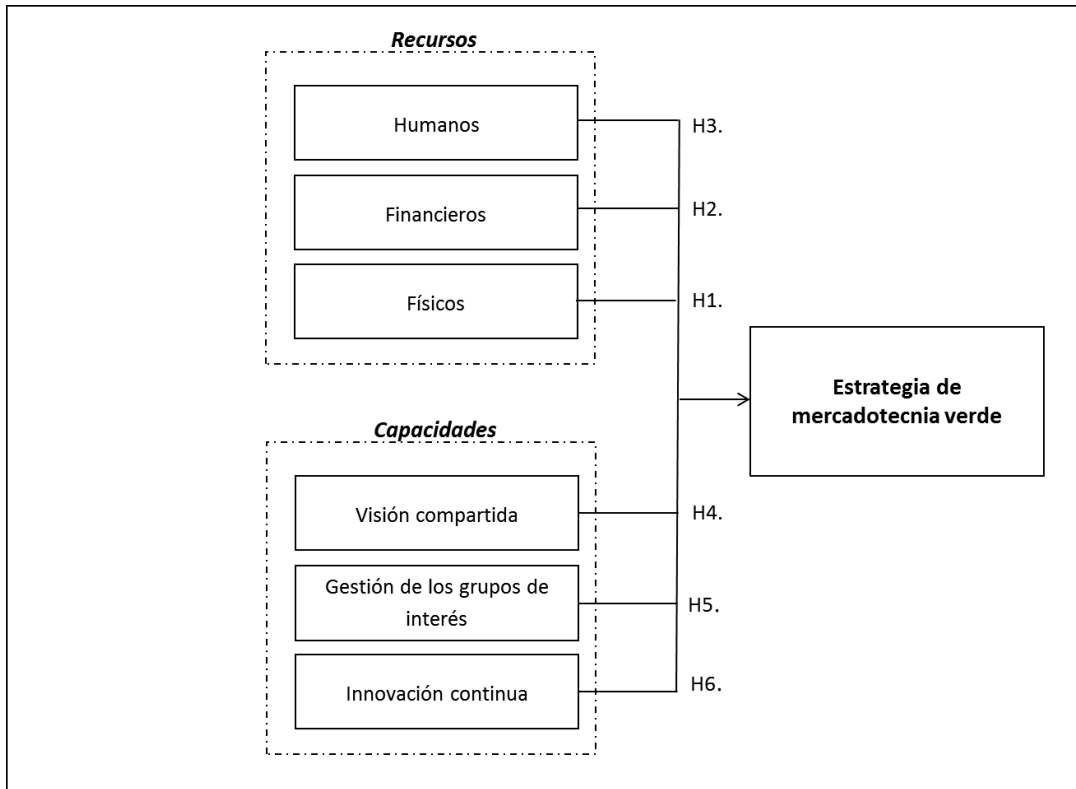 Recursos
Humanos
H3.
Financieros
H2.
Físicos
H1.
Estrategia de
mercadotecnia verde
Capacidades
Visión compartida
H4.
Gestión de los grupos de
interés
H5.
Innovación continua
H6.